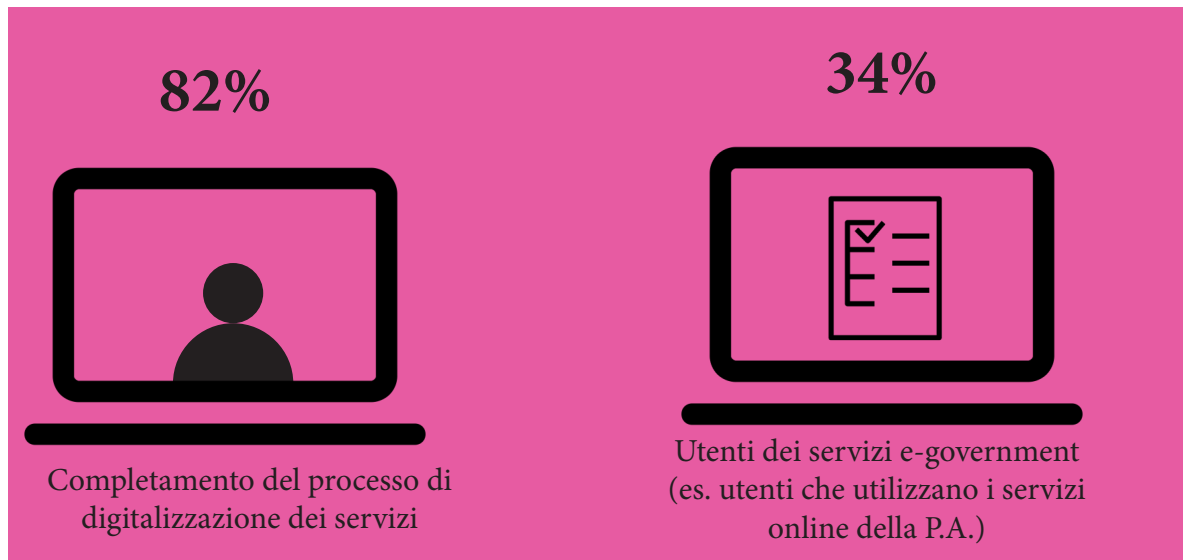 82%
Completamento del processo di
digitalizzazione dei servizi
34%
Utenti dei servizi e-government
(es. utenti che utilizzano i servizi
online della P.A.)